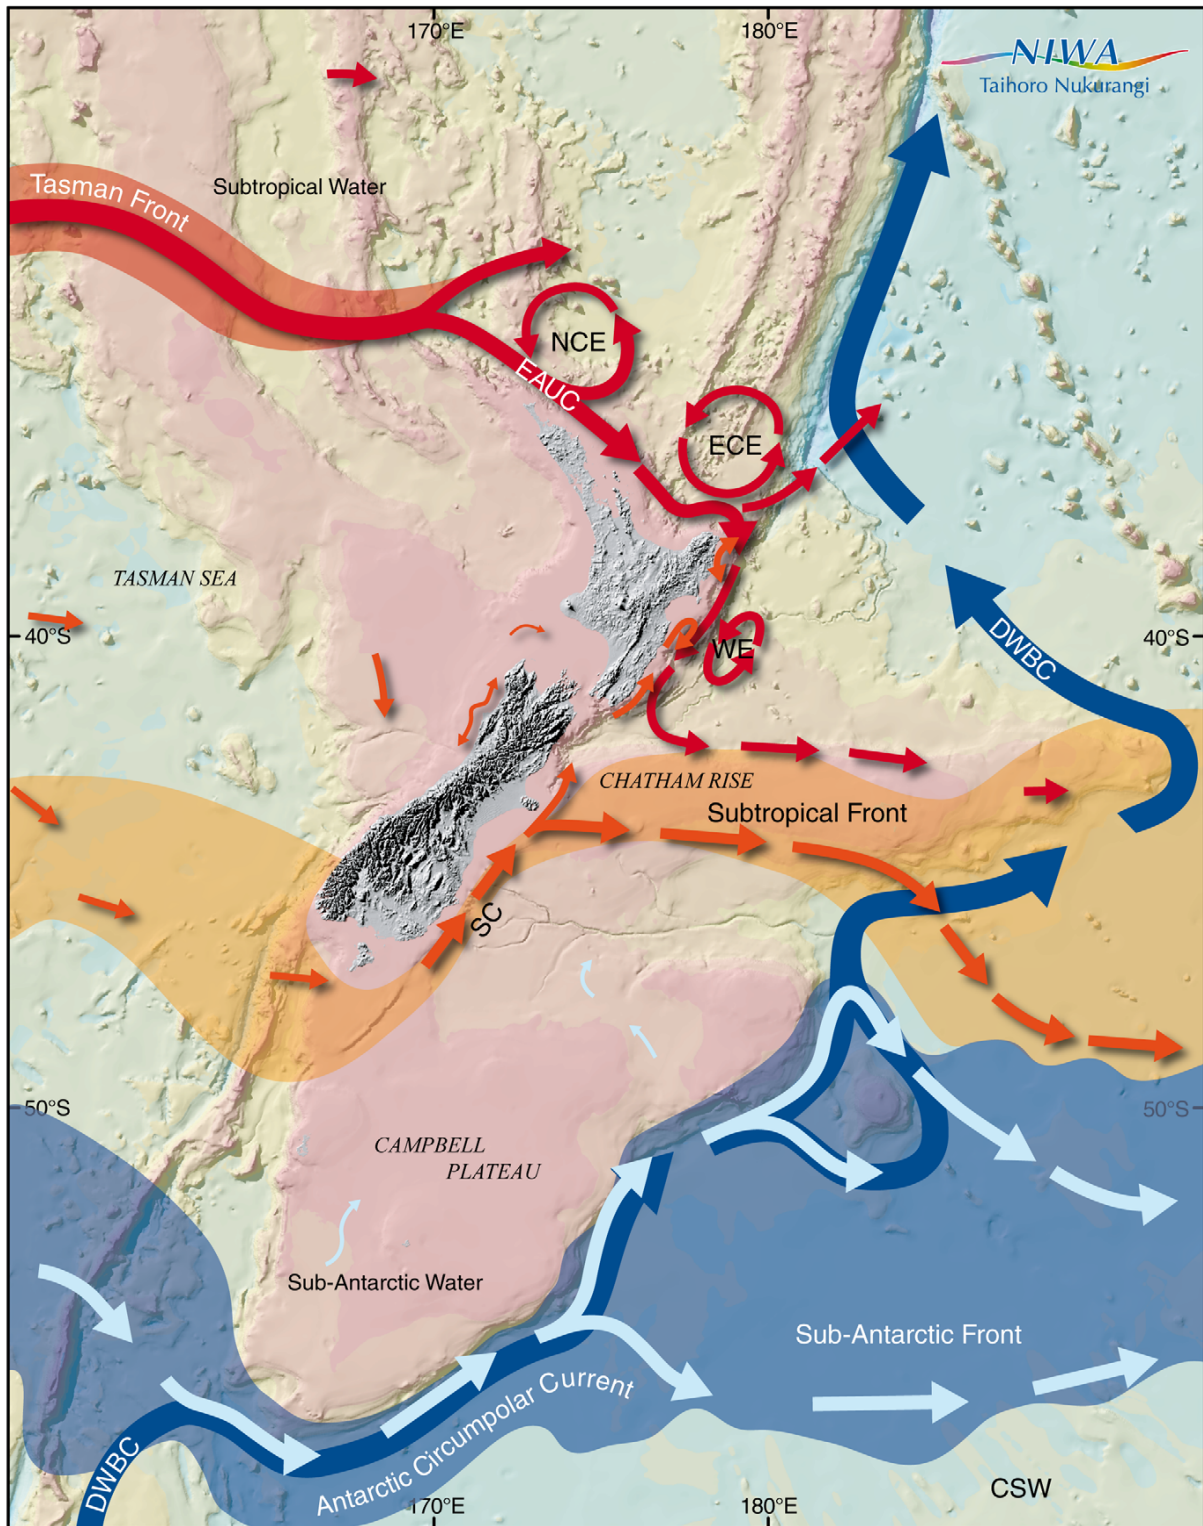 170°E
180°E
NIWA
Taihoro Nukurangi
Tasman Front
Subtropical Water
NCE
EAUC
ECE
TASMAN SEA
40°S
40°S
WE
DWBC
CHATHAM RISE
Subtropical Front
SC
50°S
50°S
CAMPBELL
PLATEAU
Sub-Antarctic Water
Sub-Antarctic Front
Antarctic Circumpolar Current
DWBC
CSW
170°E
180°E